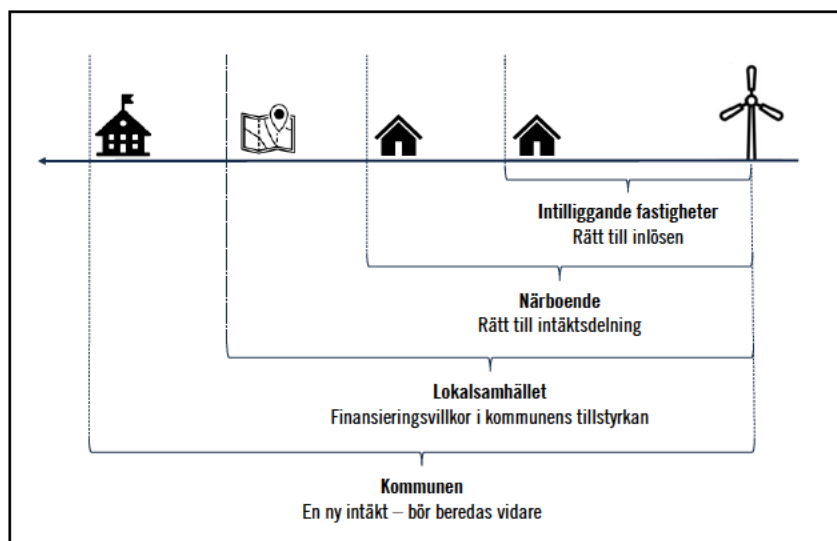 Intilliggande fastigheter
Rätt till inlösen
Närboende
Rätt till intäktsdelning
Lokalsamhället
Finansieringsvillkor i kommunens tillstyrkan
Kommunen
En ny intäkt – bör beredas vidare